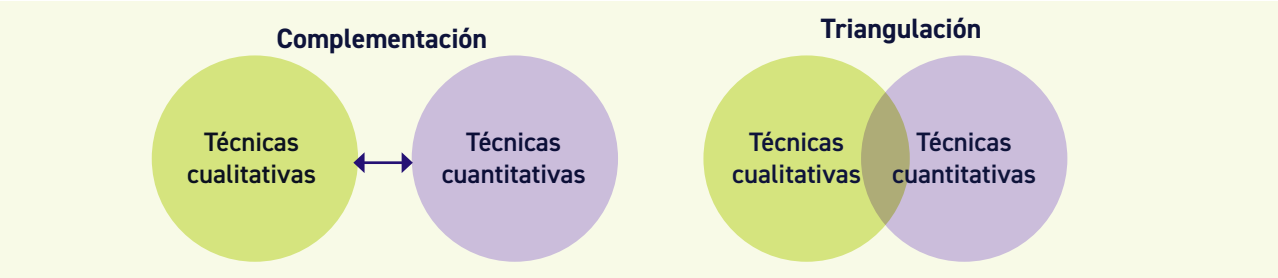 Complementación
Técnicas
cualitativas
Técnicas
cuantitativas
Triangulación
Técnicas
cualitativas
Técnicas
cuantitativas